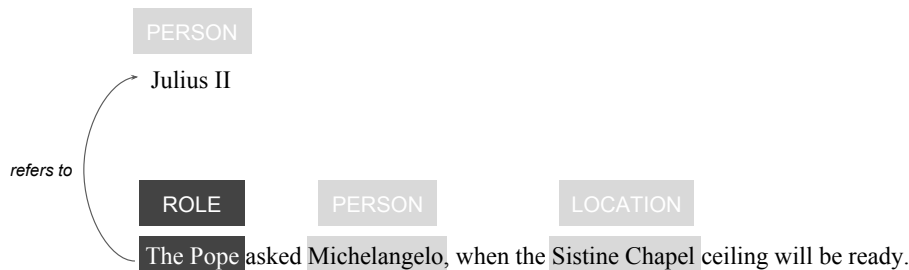 PERSON
Julius II
refers to
ROLE PERSON LOCATION
The Pope asked Michelangelo, when the Sistine Chapel ceiling will be ready.